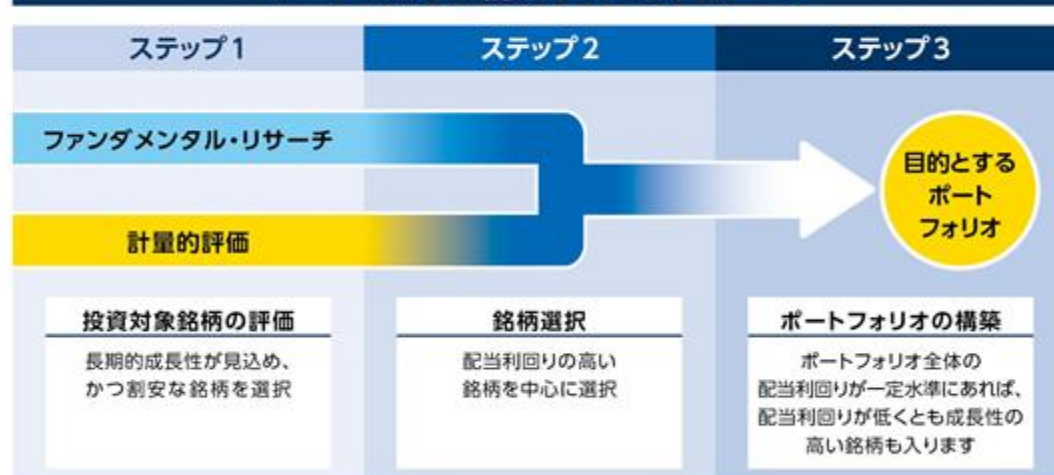 ステップ1
ステップ2
ステップ3
ファンダメンタル・リサーチ
計量的評価
目的とする
ポート
フォリオ
投資対象銘柄の評価
長期的成長性が見込め、
かつ割安な銘柄を選択
銘柄選択
配当利回りの高い
銘柄を中心に選択
ポートフォリオの構築
ポートフォリオ全体の
配当利回りが一定水準にあれば、
配当利回りが低くとも成長性の
高い銘柄も入ります